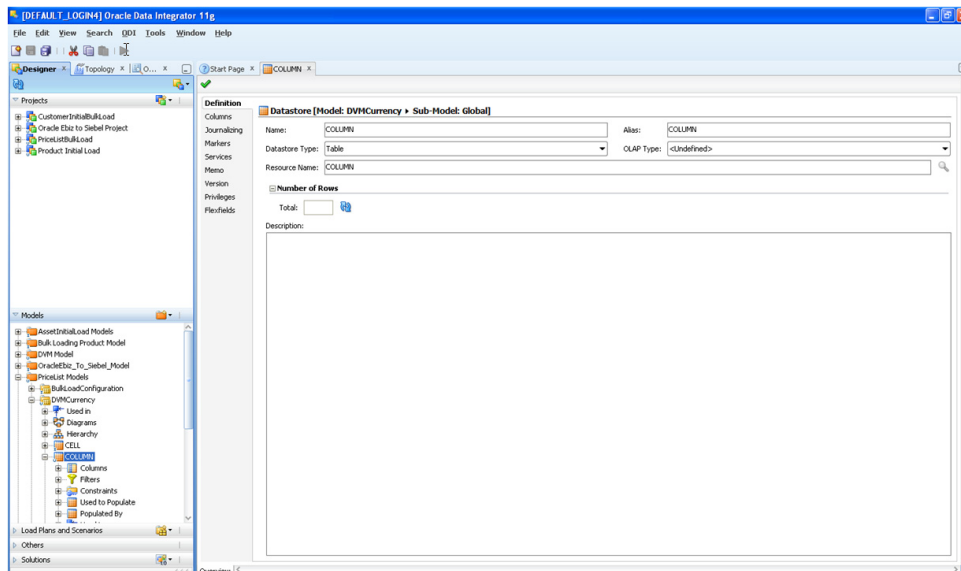 [DEFAULT_LOGIN4] Oracle Data Integrator 11g
File Edit View Search ODI Tools Window Help
Designer x Topology x O... x
Start Page x COLUMN x
Projects
CustomerInitialBulkLoad
Oracle Ebiz to Siebel Project
PriceListBulkLoad
Product Initial Load
Models
AssetInitialLoad Models
Bulk Loading Product Model
DVM Model
OracleEbiz_To_Siebel_Model
PriceList Models
BulkLoadConfiguration
DVMCurrency
Used in
Diagrams
Hierarchy
CELL
COLUMN
Columns
Filters
Constraints
Used to Populate
Populated By
Load Plans and Scenarios
Others
Solutions
Definition
Columns
Journalizing
Markers
Services
Memo
Version
Privileges
Flexfields
Datastore [Model: DVMCurrency ▸ Sub-Model: Global]
Name: COLUMN Alias: COLUMN
Datastore Type: Table OLAP Type: <Undefined>
Resource Name: COLUMN
Number of Rows
Total:
Description:
Overview